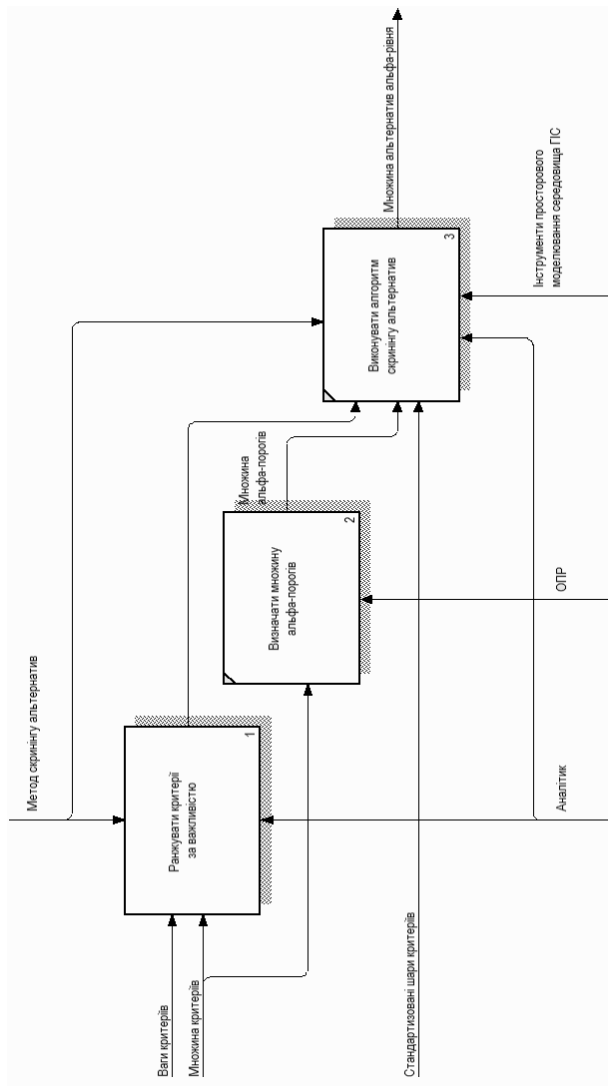 Метод скринінгу альтернатив
Ваги критеріїв
Множина критеріїв
Ранжувати критерії
за важливістю
1
Визначати множину
альфа-порогів
2
Множина
альфа-порогів
Виконувати алгоритм
скринінгу альтернатив
3
Множина альтернатив альфа-рівня
Стандартизовані шари критеріїв
Аналітик
ОПР
Інструменти просторового
моделювання середовища ГІС